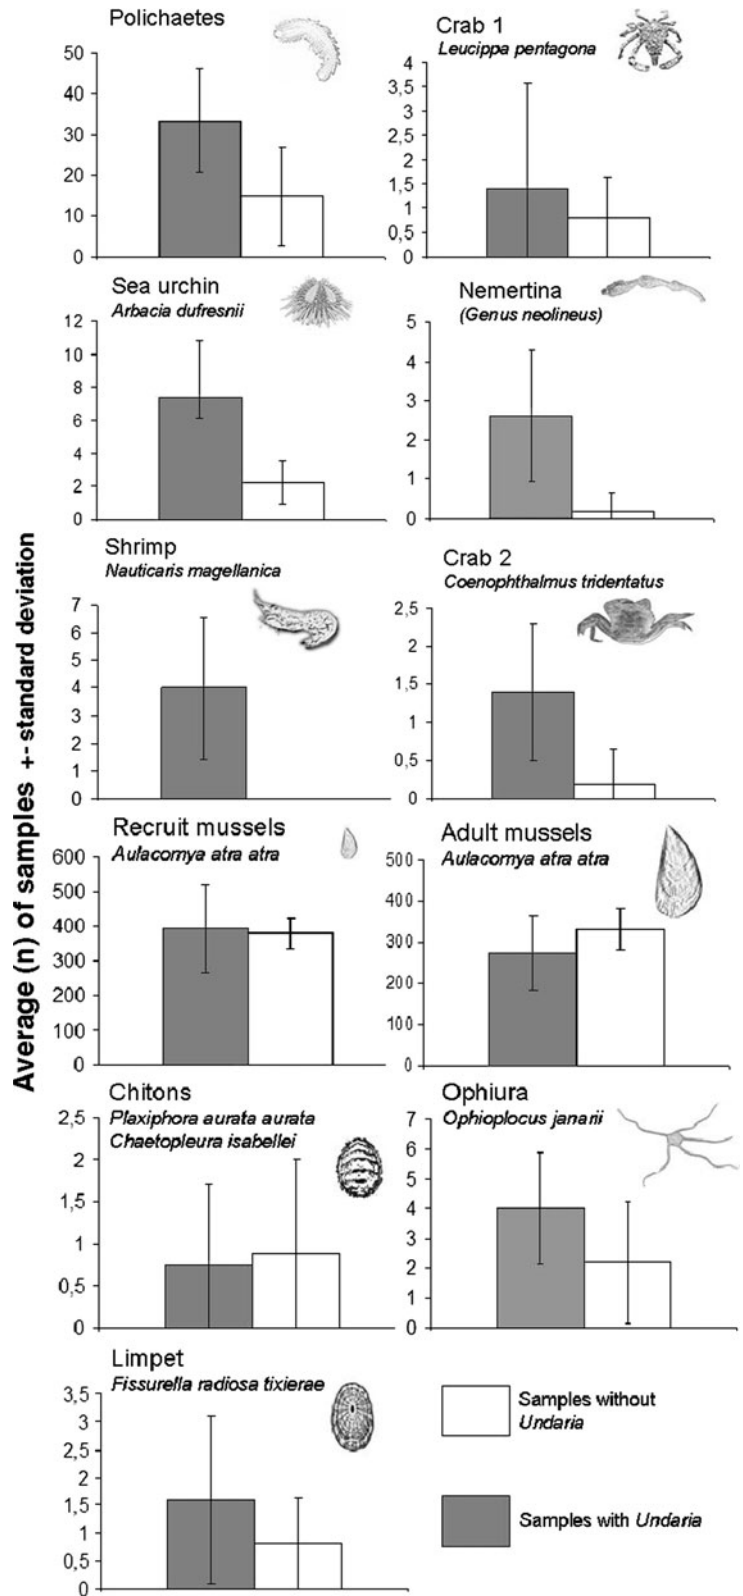 Polichaetes
50
40
30
20
10
0
Crab 1
Leucippa pentagona
4
3,5
3
2,5
2
1,5
1
0,5
0
Sea urchin
Arbacia dufresnii
12
10
8
6
4
2
0
Nemertina
(Genus neolineus)
5
4
3
2
1
0
Shrimp
Nauticaris magellanica
7
6
5
4
3
2
1
0
Crab 2
Coenophthalmus tridentatus
2,5
2
1,5
1
0,5
0
Average (n) of samples +- standard deviation
Recruit mussels
Aulacomya atra atra
600
500
400
300
200
100
0
Adult mussels
Aulacomya atra atra
500
400
300
200
100
0
Chitons
Plaxiphora aurata aurata
Chaetopleura isabellei
2,5
2
1,5
1
0,5
0
Ophiura
Ophioplocus janarii
7
6
5
4
3
2
1
0
Limpet
Fissurella radiosa tixierae
3,5
3
2,5
2
1,5
1
0,5
0
Samples without
Undaria
Samples with Undaria